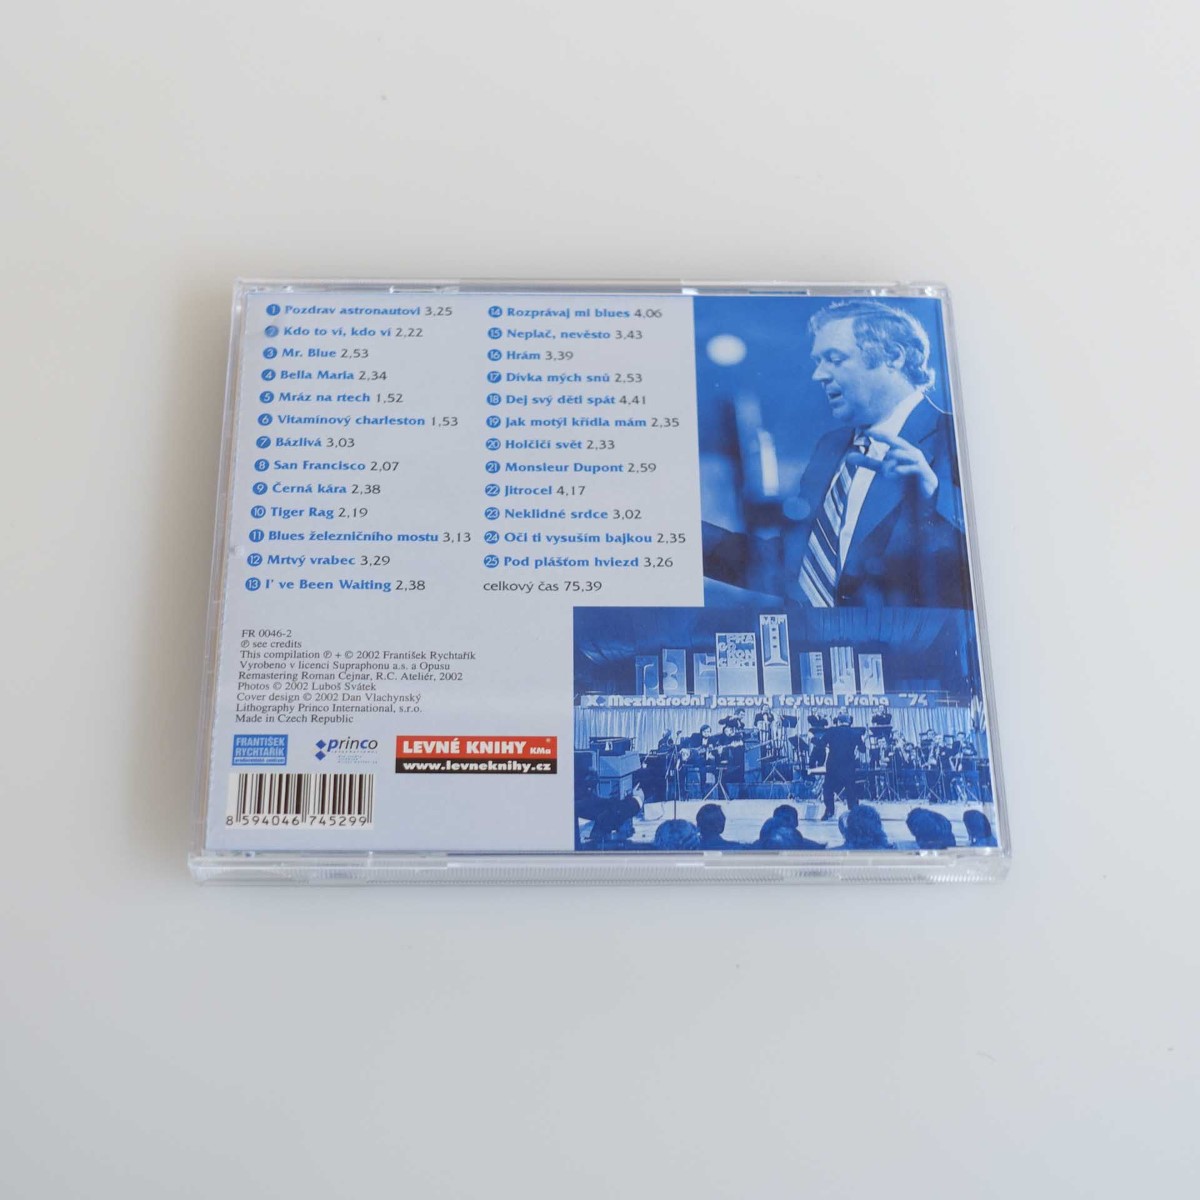 1 Pozdrav astronautovi 3,25
2 Kdo to ví, kdo ví 2,22
3 Mr. Blue 2,53
4 Bella Maria 2,34
5 Mráz na rtech 1,52
6 Vitamínový charleston 1,53
7 Bázlivá 3,03
8 San Francisco 2,07
9 Černá kára 2,38
10 Tiger Rag 2,19
11 Blues železničního mostu 3,13
12 Mrtvý vrabec 3,29
13 I' ve Been Waiting 2,38
14 Rozprávaj mi blues 4,06
15 Neplač, nevěsto 3,43
16 Hrám 3,39
17 Dívka mých snů 2,53
18 Dej svý děti spát 4,41
19 Jak motýl křídla mám 2,35
20 Holčičí svět 2,33
21 Monsieur Dupont 2,59
22 Jitrocel 4,17
23 Neklidné srdce 3,02
24 Oči ti vysuším bajkou 2,35
25 Pod plášťom hviezd 3,26
celkový čas 75,39
FR 0046-2
℗ see credits
This compilation ℗ + © 2002 František Rychtařík
Vyrobeno v licenci Supraphonu a.s. a Opusu
Remastering Roman Cejnar, R.C. Ateliér, 2002
Photos © 2002 Luboš Svátek
Cover design © 2002 Dan Vlachynský
Lithography Princo International, s.r.o.
Made in Czech Republic
FRANTIŠEK
RYCHTAŘÍK
princo
INTERNATIONAL
LEVNÉ KNIHY KMa
www.levneknihy.cz
8 594046 745299
X. Mezinárodní jazzový festival Praha '74